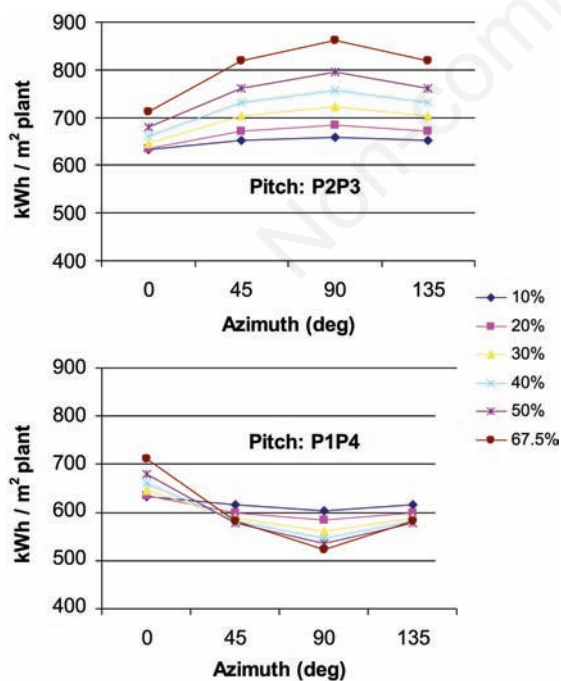 Non-comm
900
800
700
600
500
400
kWh / m² plant
Pitch: P2P3
0 45 90 135
Azimuth (deg)
10%
20%
30%
40%
50%
67.5%
900
800
700
600
500
400
kWh / m² plant
Pitch: P1P4
0 45 90 135
Azimuth (deg)